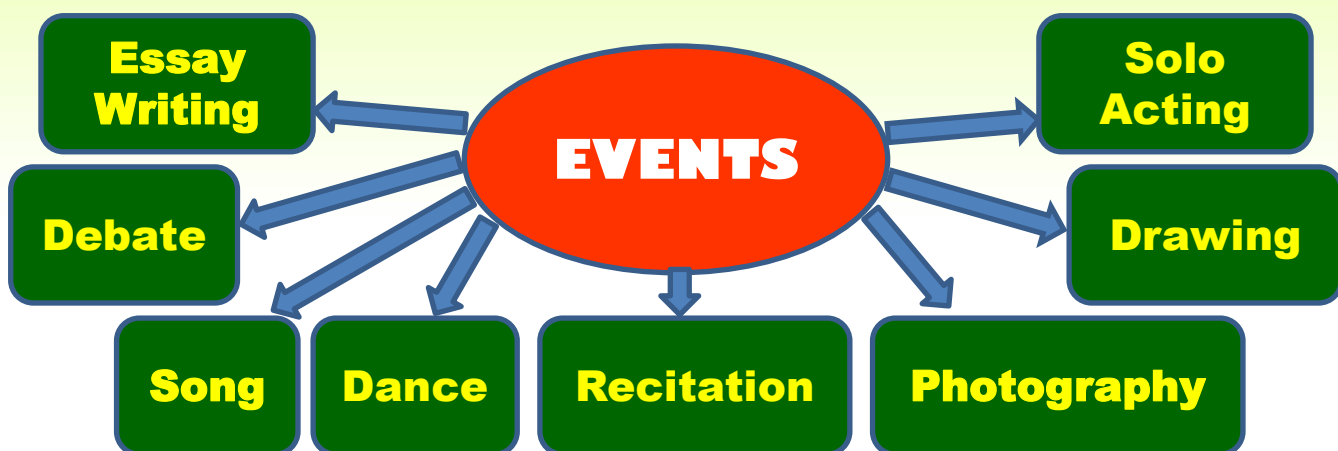 Essay
Writing
Solo
Acting
EVENTS
Debate
Drawing
Song
Dance
Recitation
Photography